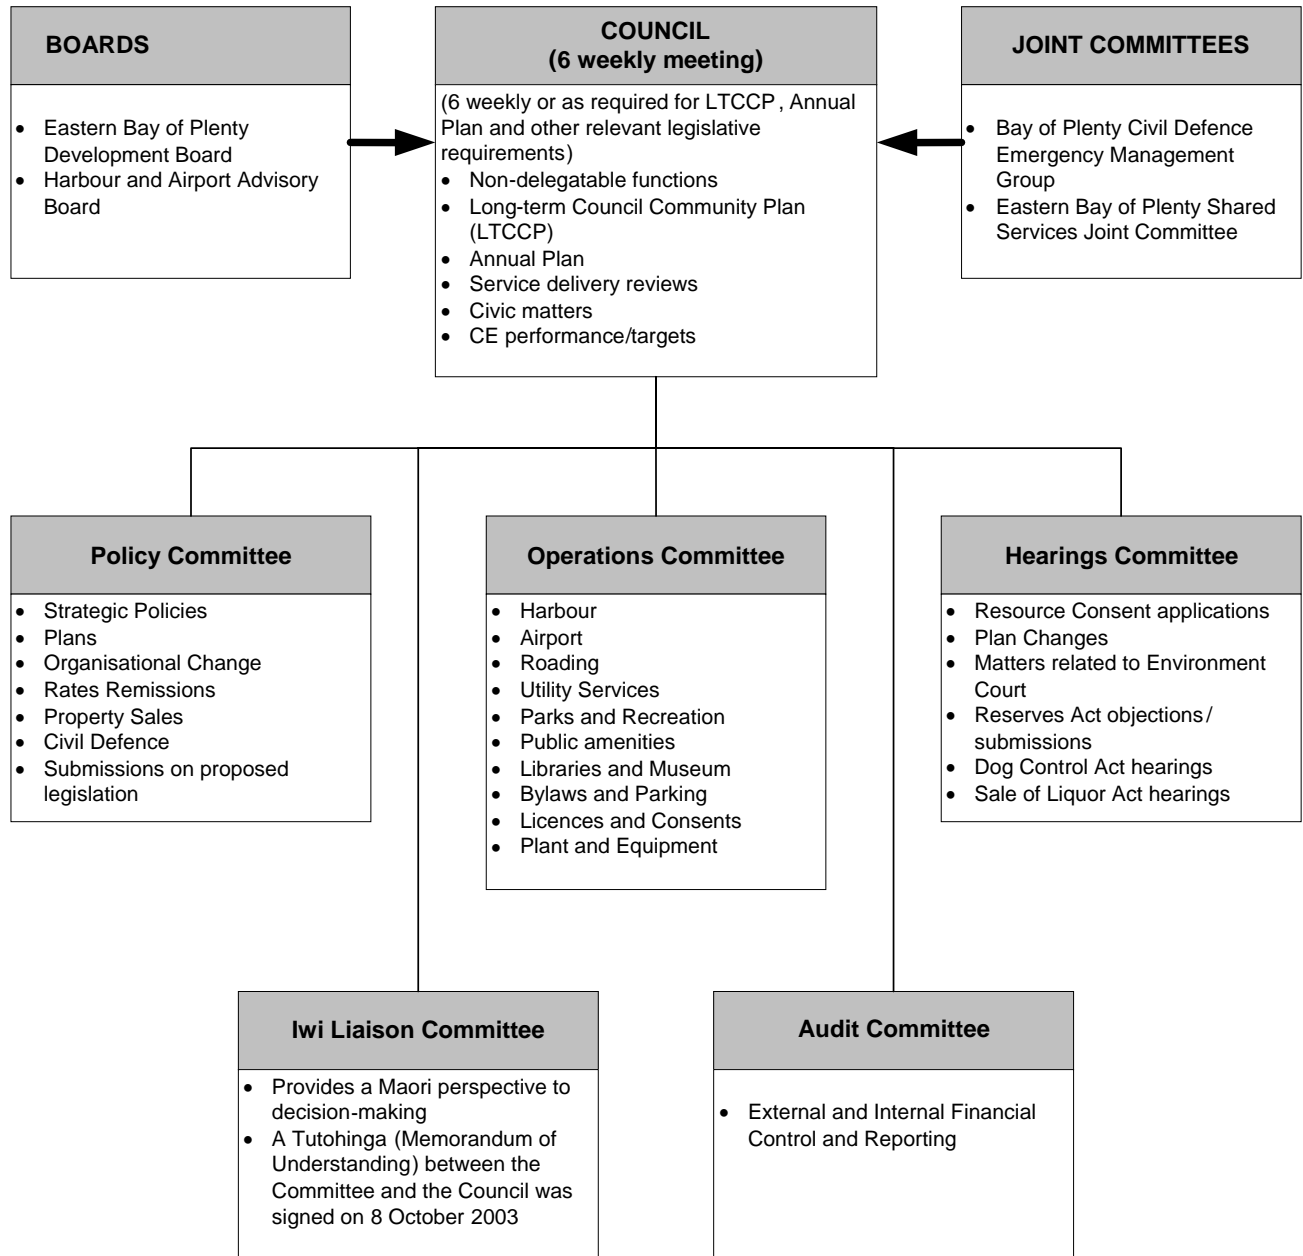 BOARDS
• Eastern Bay of Plenty
Development Board
• Harbour and Airport Advisory
Board
COUNCIL
(6 weekly meeting)
(6 weekly or as required for LTCCP, Annual
Plan and other relevant legislative
requirements)
• Non-delegatable functions
• Long-term Council Community Plan
(LTCCP)
• Annual Plan
• Service delivery reviews
• Civic matters
• CE performance/targets
JOINT COMMITTEES
• Bay of Plenty Civil Defence
Emergency Management
Group
• Eastern Bay of Plenty Shared
Services Joint Committee
Policy Committee
• Strategic Policies
• Plans
• Organisational Change
• Rates Remissions
• Property Sales
• Civil Defence
• Submissions on proposed
legislation
Operations Committee
• Harbour
• Airport
• Roading
• Utility Services
• Parks and Recreation
• Public amenities
• Libraries and Museum
• Bylaws and Parking
• Licences and Consents
• Plant and Equipment
Hearings Committee
• Resource Consent applications
• Plan Changes
• Matters related to Environment
Court
• Reserves Act objections/
submissions
• Dog Control Act hearings
• Sale of Liquor Act hearings
Iwi Liaison Committee
• Provides a Maori perspective to
decision-making
• A Tutohinga (Memorandum of
Understanding) between the
Committee and the Council was
signed on 8 October 2003
Audit Committee
• External and Internal Financial
Control and Reporting